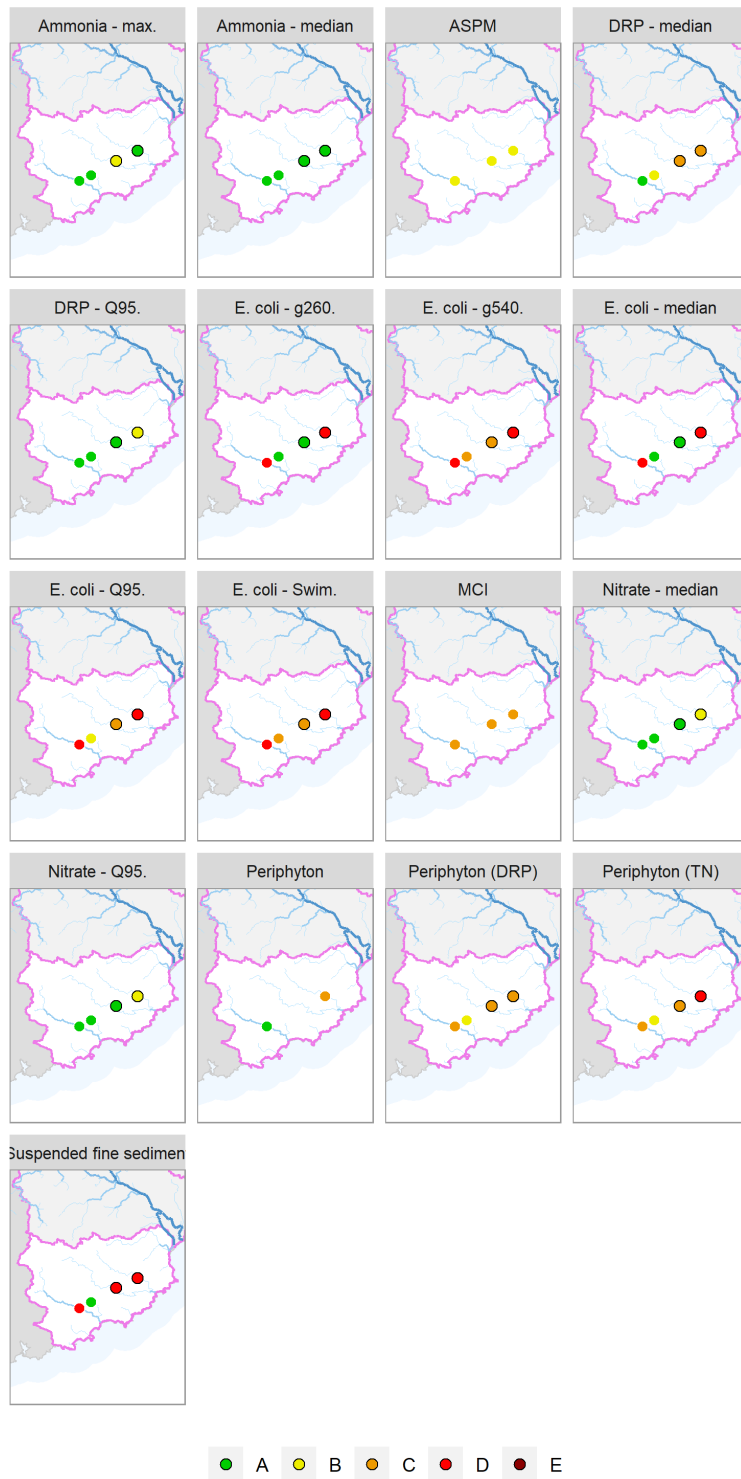 Ammonia - max.
Ammonia - median
ASPM
DRP - median
DRP - Q95.
E. coli - g260.
E. coli - g540.
E. coli - median
E. coli - Q95.
E. coli - Swim.
MCI
Nitrate - median
Nitrate - Q95.
Periphyton
Periphyton (DRP)
Periphyton (TN)
Suspended fine sedimen
A B C D E